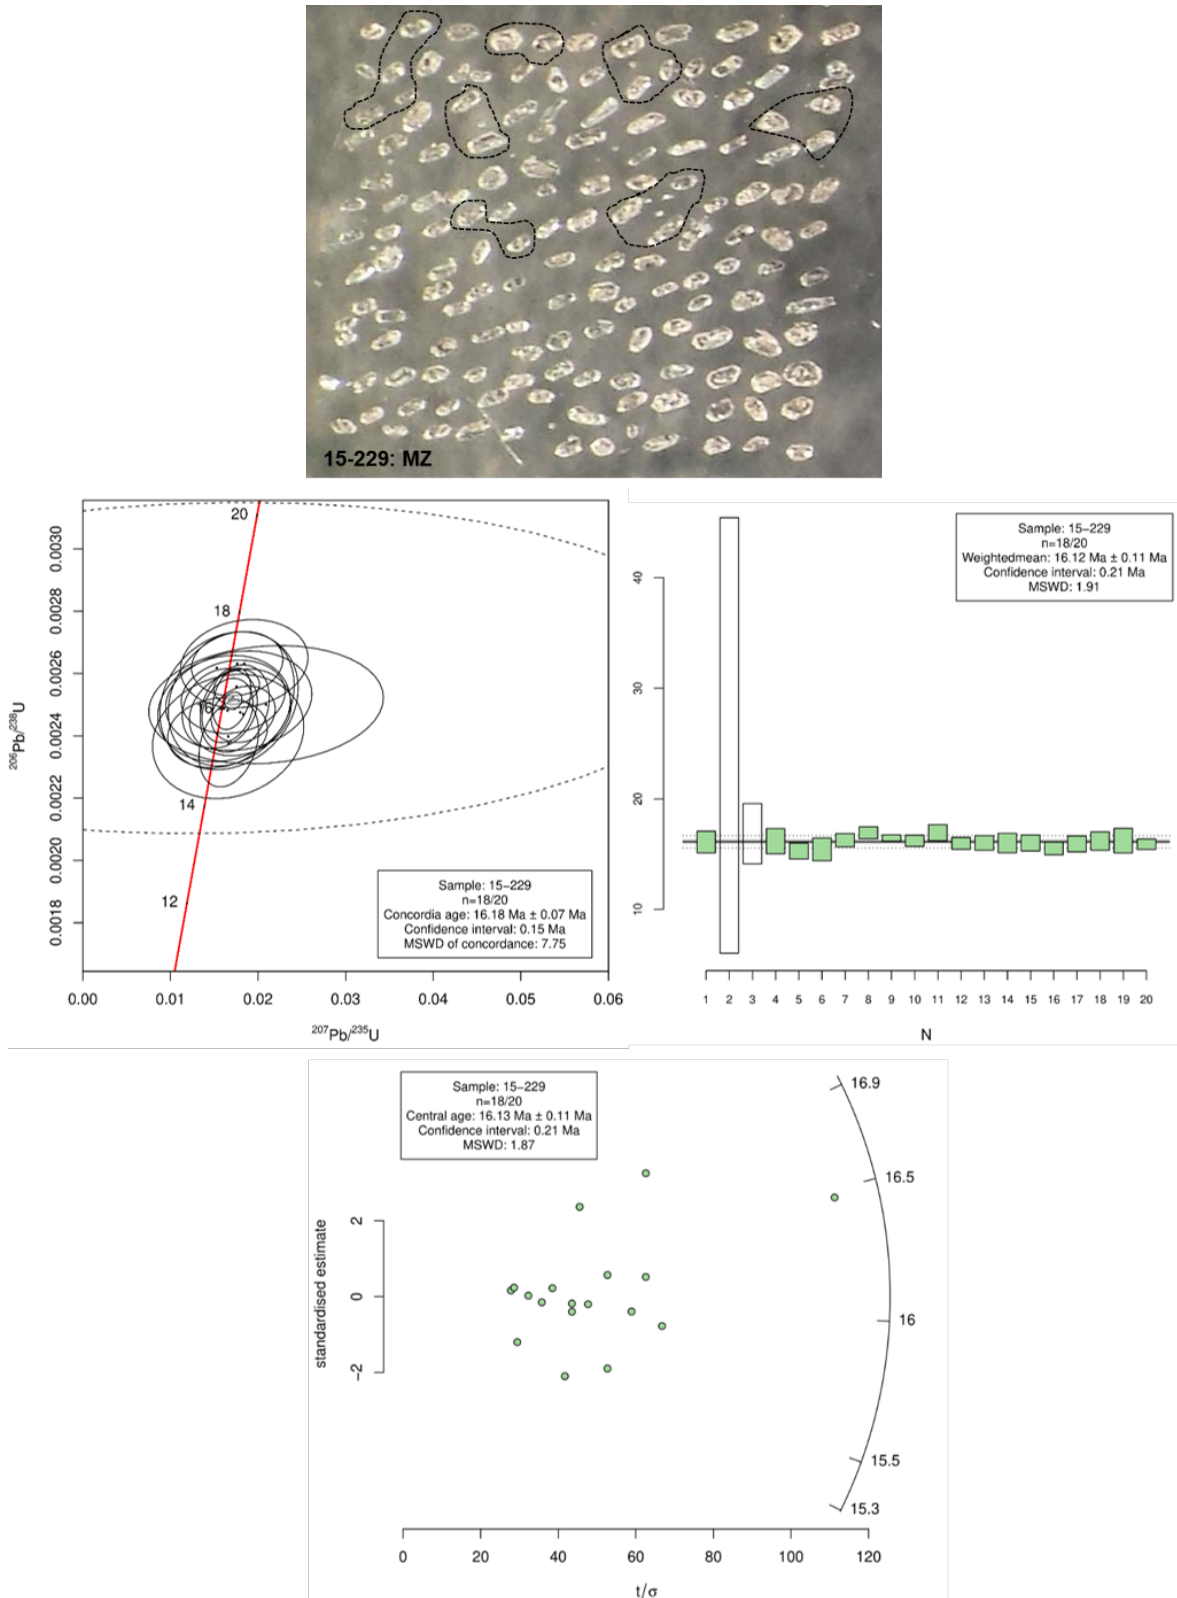 15-229: MZ
20
18
6
14
12
0.0030
0.0028
0.0026
0.0024
0.0022
0.0020
0.0018
²⁰⁶Pb/²³⁸U
0.00 0.01 0.02 0.03 0.04 0.05 0.06
²⁰⁷Pb/²³⁵U
Sample: 15−229
n=18/20
Concordia age: 16.18 Ma ± 0.07 Ma
Confidence interval: 0.15 Ma
MSWD of concordance: 7.75
Sample: 15−229
n=18/20
Weightedmean: 16.12 Ma ± 0.11 Ma
Confidence interval: 0.21 Ma
MSWD: 1.91
40
30
20
10
1 2 3 4 5 6 7 8 9 10 11 12 13 14 15 16 17 18 19 20
N
Sample: 15−229
n=18/20
Central age: 16.13 Ma ± 0.11 Ma
Confidence interval: 0.21 Ma
MSWD: 1.87
16.9
16.5
16
15.5
15.3
standardised estimate
2
0
−2
0 20 40 60 80 100 120
t/σ